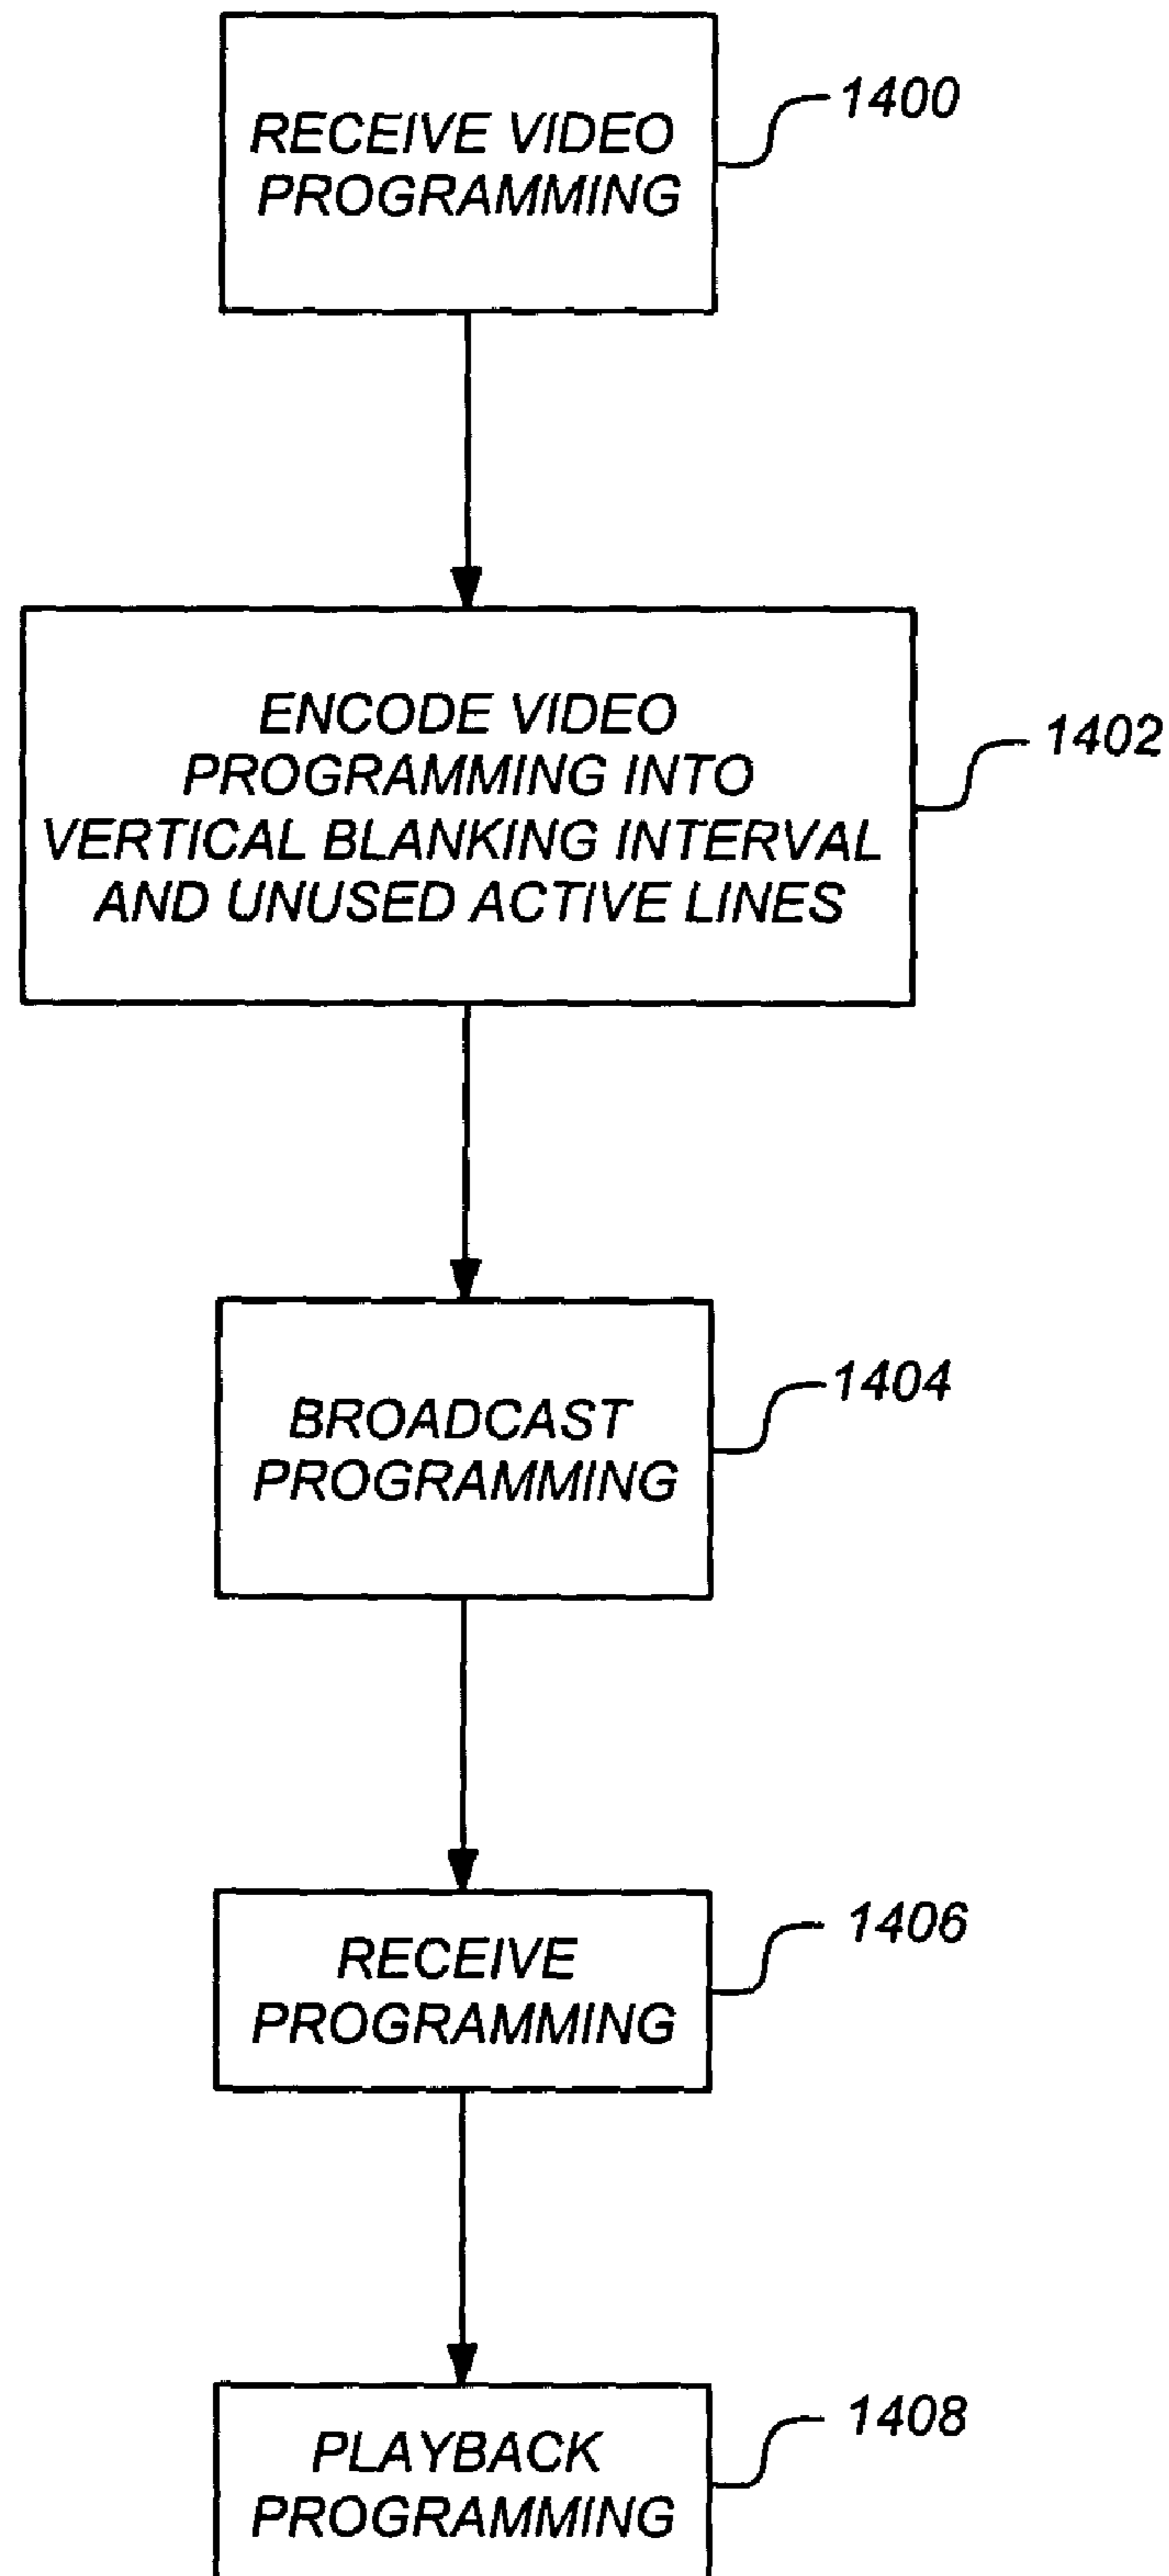 RECEIVE VIDEO
PROGRAMMING
1400
ENCODE VIDEO
PROGRAMMING INTO
VERTICAL BLANKING INTERVAL
AND UNUSED ACTIVE LINES
1402
BROADCAST
PROGRAMMING
1404
RECEIVE
PROGRAMMING
1406
PLAYBACK
PROGRAMMING
1408